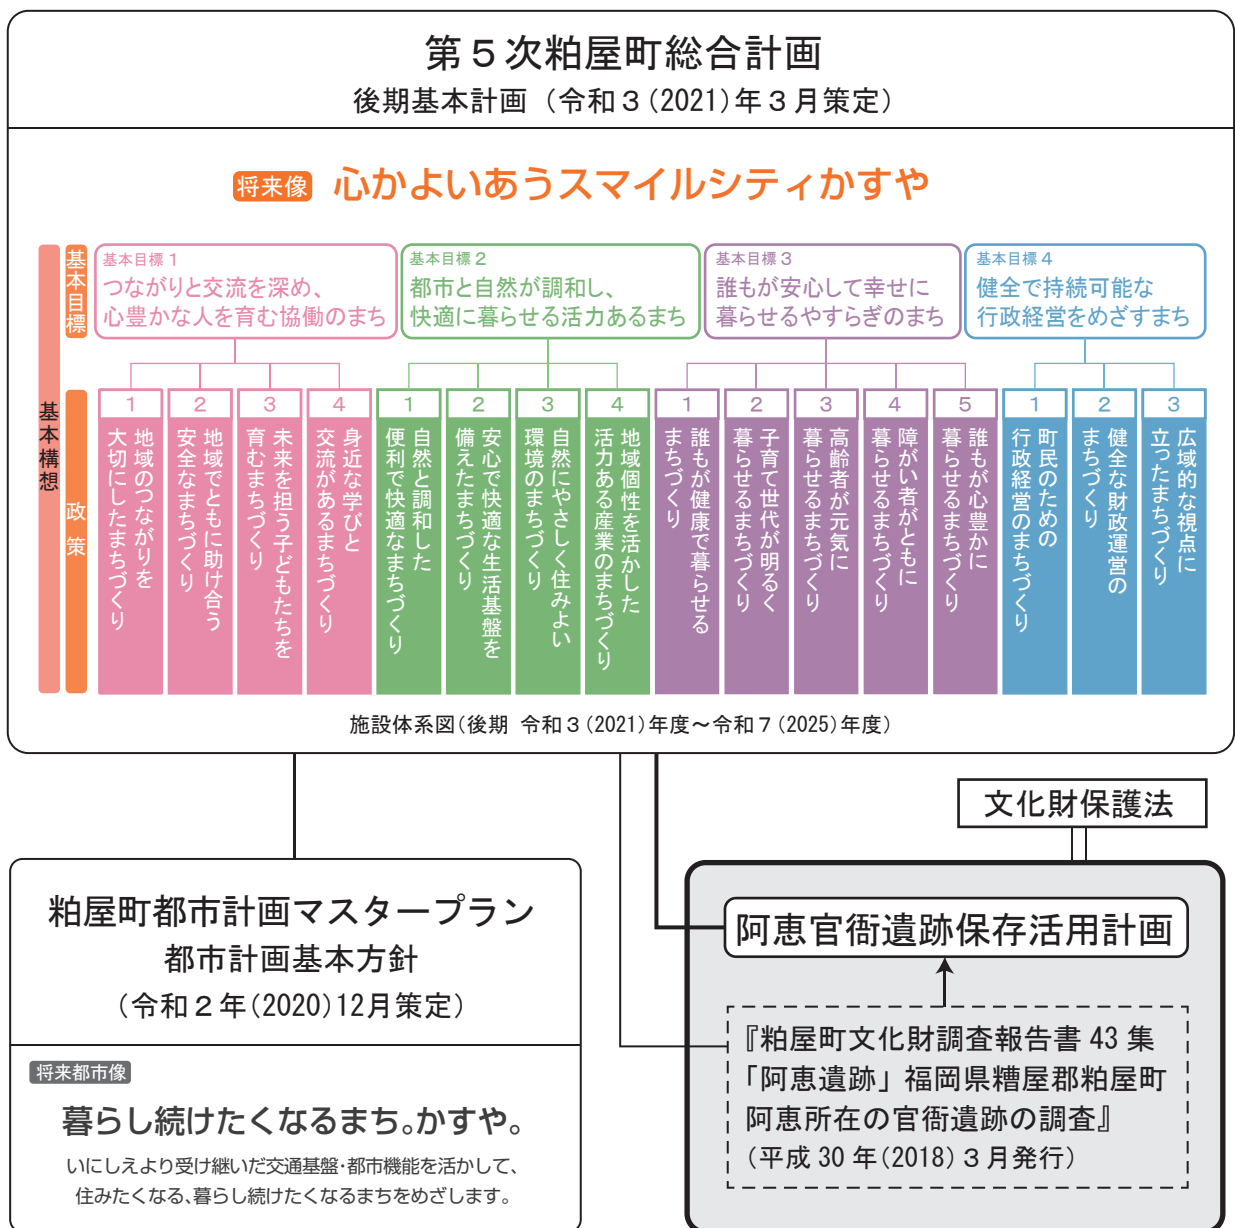 第５次粕屋町総合計画
後期基本計画（令和３(2021)年３月策定）
将来像 心かよいあうスマイルシティかすや
基本構想
基本目標
基本目標 1
つながりと交流を深め、
心豊かな人を育む協働のまち
基本目標 2
都市と自然が調和し、
快適に暮らせる活力あるまち
基本目標 3
誰もが安心して幸せに
暮らせるやすらぎのまち
基本目標 4
健全で持続可能な
行政経営をめざすまち
政策
1
地域のつながりを
大切にしたまちづくり
2
地域でともに助け合う
安全なまちづくり
3
未来を担う子どもたちを
育むまちづくり
4
身近な学びと
交流があるまちづくり
1
自然と調和した
便利で快適なまちづくり
2
安心で快適な生活基盤を
備えたまちづくり
3
自然にやさしく住みよい
環境のまちづくり
4
地域個性を活かした
活力ある産業のまちづくり
1
誰もが健康で暮らせる
まちづくり
2
子育て世代が明るく
暮らせるまちづくり
3
高齢者が元気に
暮らせるまちづくり
4
障がい者がともに
暮らせるまちづくり
5
誰もが心豊かに
暮らせるまちづくり
1
町民のための
行政経営のまちづくり
2
健全な財政運営の
まちづくり
3
広域的な視点に
立ったまちづくり
施設体系図(後期 令和３(2021)年度～令和７(2025)年度)
文化財保護法
粕屋町都市計画マスタープラン
都市計画基本方針
（令和２年(2020)12月策定）
将来都市像
暮らし続けたくなるまち。かすや。
いにしえより受け継いだ交通基盤・都市機能を活かして、
住みたくなる、暮らし続けたくなるまちをめざします。
阿恵官衙遺跡保存活用計画
『粕屋町文化財調査報告書 43 集
「阿恵遺跡」福岡県糟屋郡粕屋町
阿恵所在の官衙遺跡の調査』
（平成 30 年(2018)３月発行）